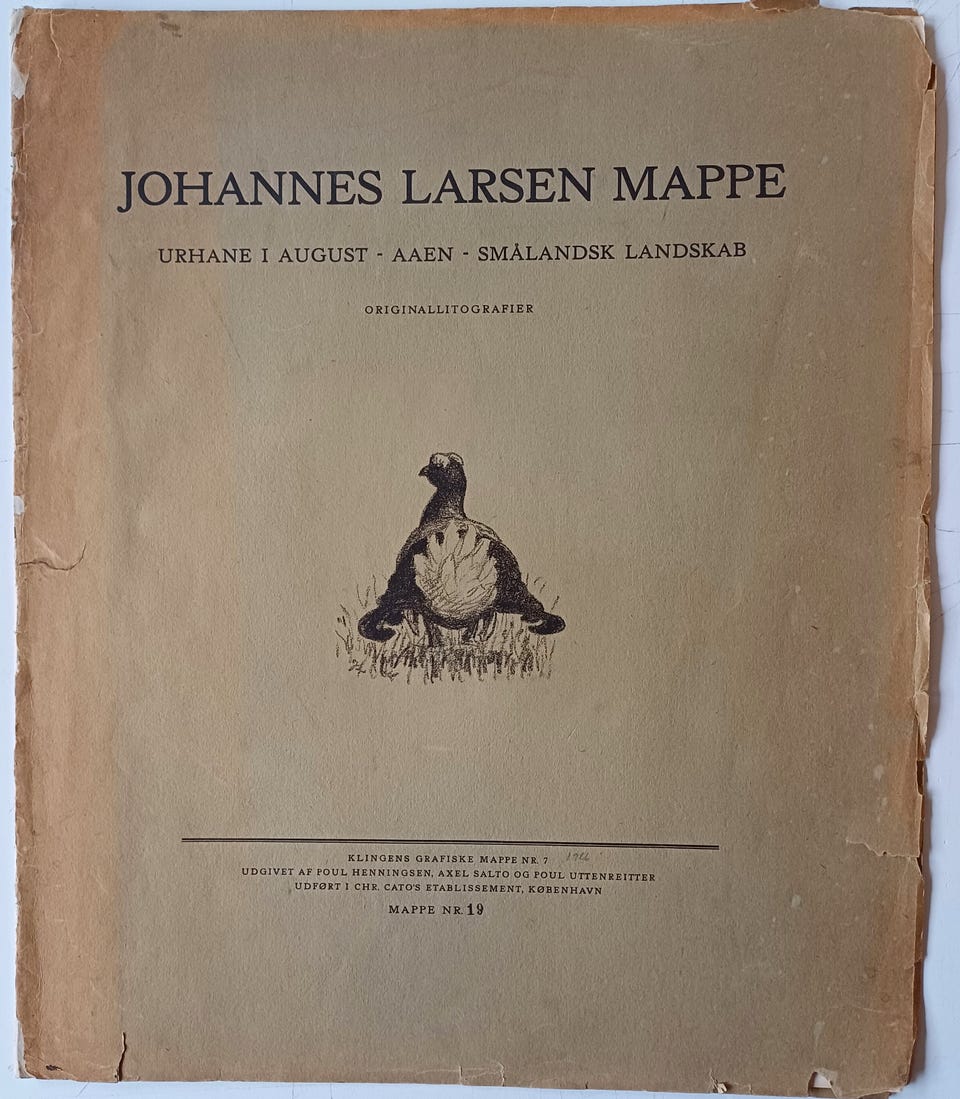 JOHANNES LARSEN MAPPE
URHANE I AUGUST - AAEN - SMÅLANDSK LANDSKAB
ORIGINALLITOGRAFIER
KLINGENS GRAFISKE MAPPE NR. 7
UDGIVET AF POUL HENNINGSEN, AXEL SALTO OG POUL UTTENREITTER
UDFØRT I CHR. CATO'S ETABLISSEMENT, KØBENHAVN
MAPPE NR. 19